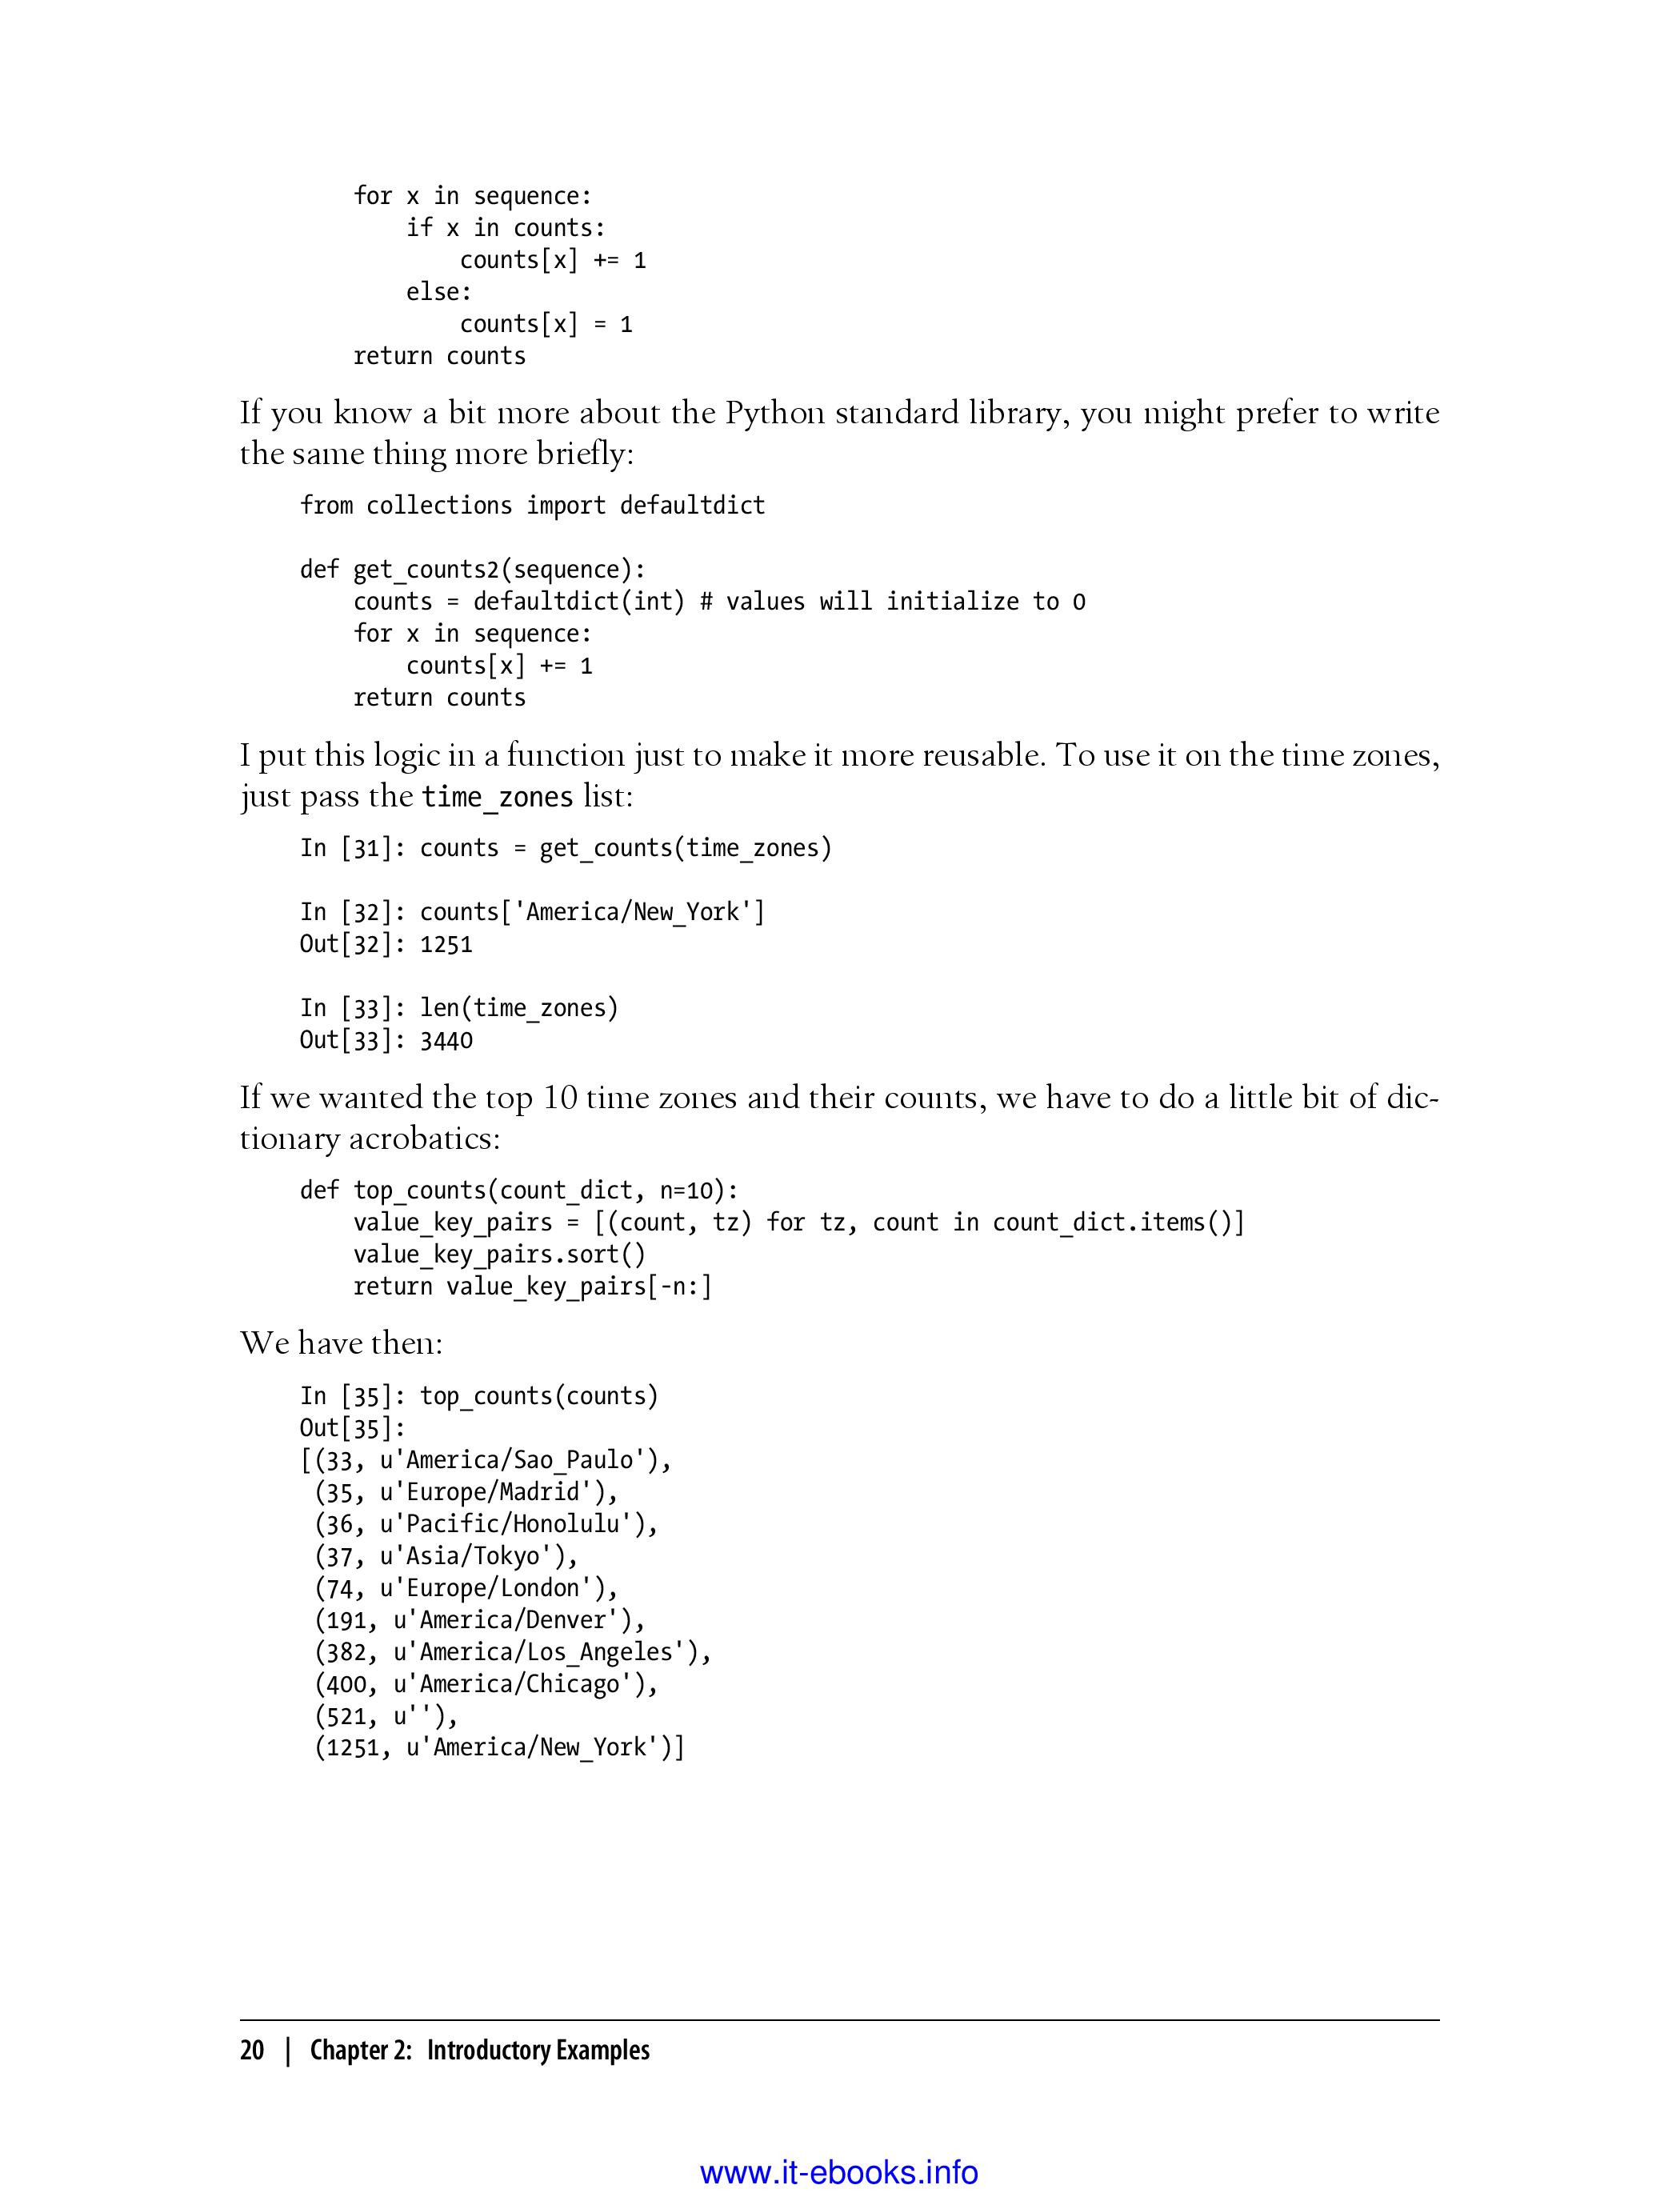 for x in sequence:
if x in counts:
counts[x] += 1
else:
counts[x] = 1
return counts
If you know a bit more about the Python standard library, you might prefer to write
the same thing more briefly:
from collections import defaultdict
def get_counts2(sequence):
counts = defaultdict(int) # values will initialize to 0
for x in sequence:
counts[x] += 1
return counts
I put this logic in a function just to make it more reusable. To use it on the time zones,
just pass the time_zones list:
In [31]: counts = get_counts(time_zones)
In [32]: counts['America/New_York']
Out[32]: 1251
In [33]: len(time_zones)
Out[33]: 3440
If we wanted the top 10 time zones and their counts, we have to do a little bit of dic-
tionary acrobatics:
def top_counts(count_dict, n=10):
value_key_pairs = [(count, tz) for tz, count in count_dict.items()]
value_key_pairs.sort()
return value_key_pairs[-n:]
We have then:
In [35]: top_counts(counts)
Out[35]:
[(33, u'America/Sao_Paulo'),
(35, u'Europe/Madrid'),
(36, u'Pacific/Honolulu'),
(37, u'Asia/Tokyo'),
(74, u'Europe/London'),
(191, u'America/Denver'),
(382, u'America/Los_Angeles'),
(400, u'America/Chicago'),
(521, u''),
(1251, u'America/New_York')]
20 | Chapter 2: Introductory Examples
www.it-ebooks.info